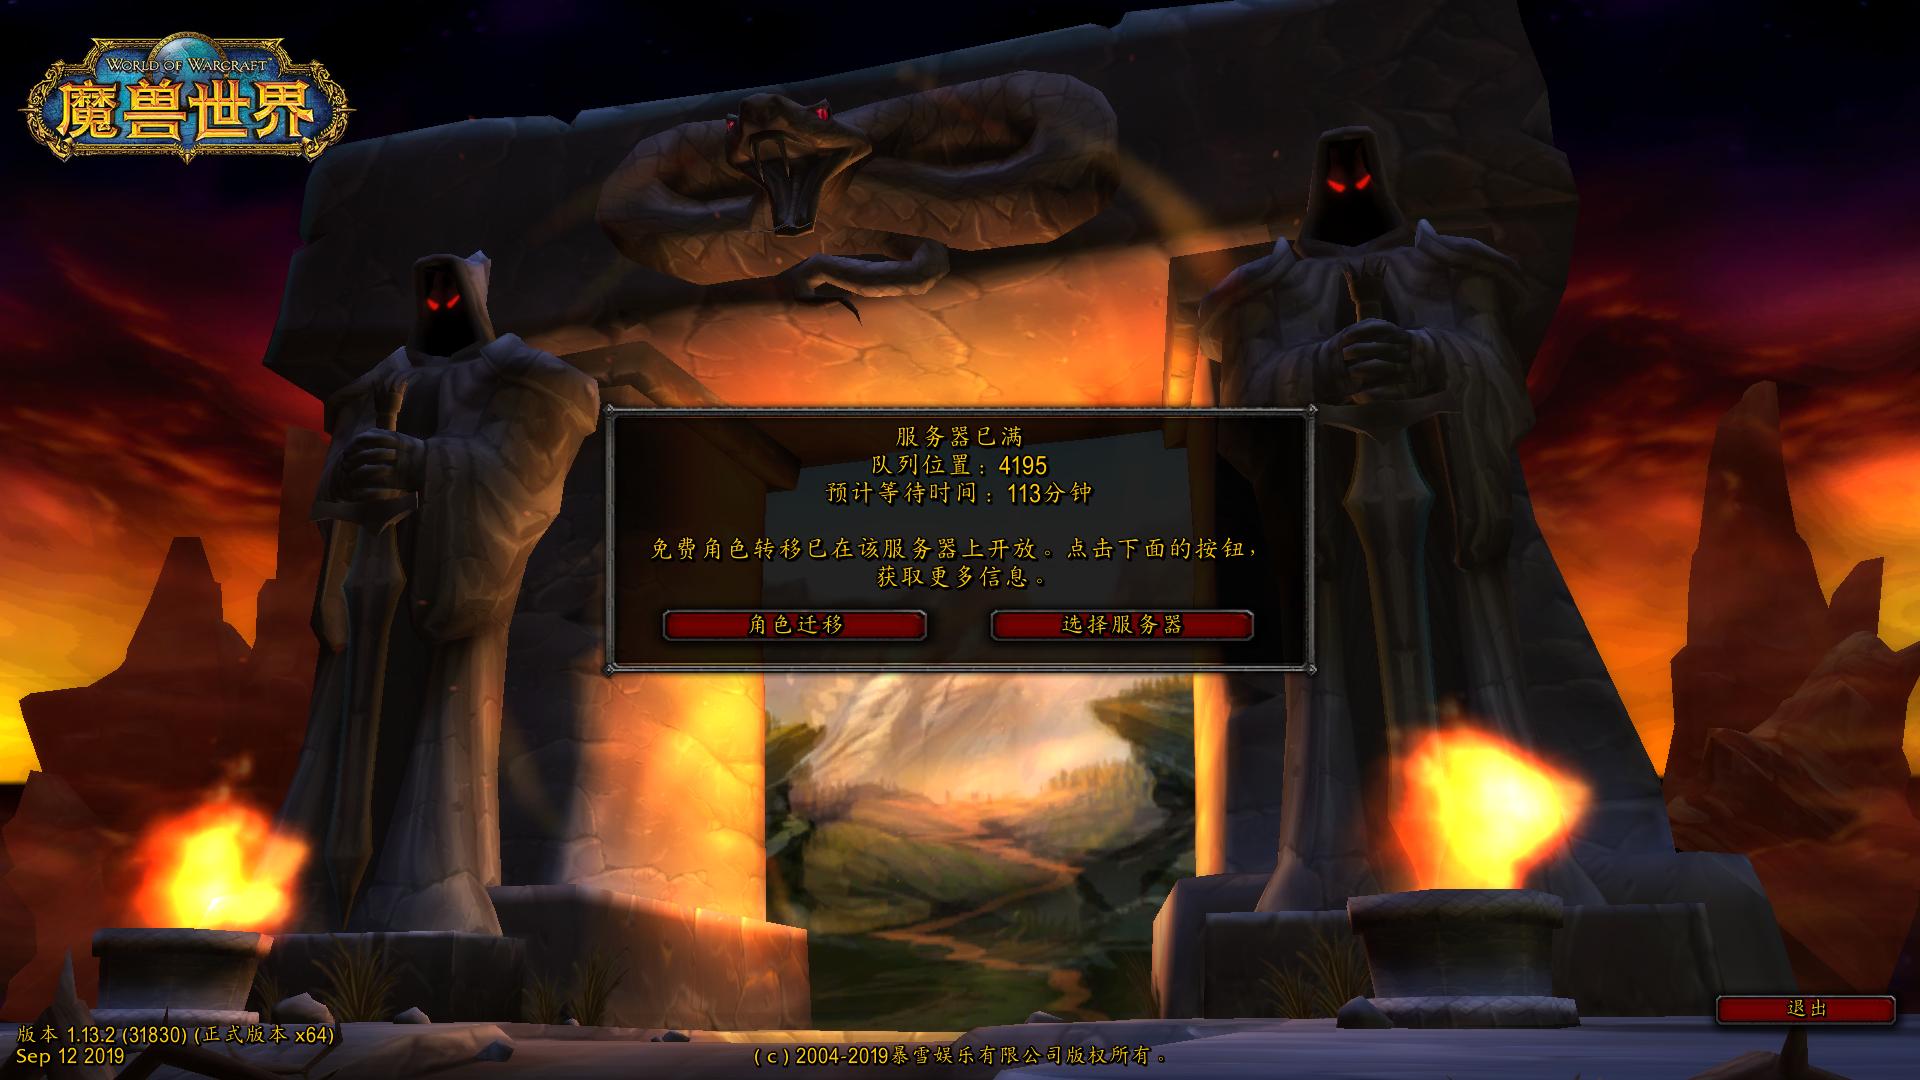 WORLD OF WARCRAFT
魔兽世界
服务器已满
队列位置：4195
预计等待时间：113分钟
免费角色转移已在该服务器上开放。点击下面的按钮，
获取更多信息。
角色迁移
选择服务器
退出
版本 1.13.2 (31830) (正式版本 x64)
Sep 12 2019
(c) 2004-2019暴雪娱乐有限公司版权所有。